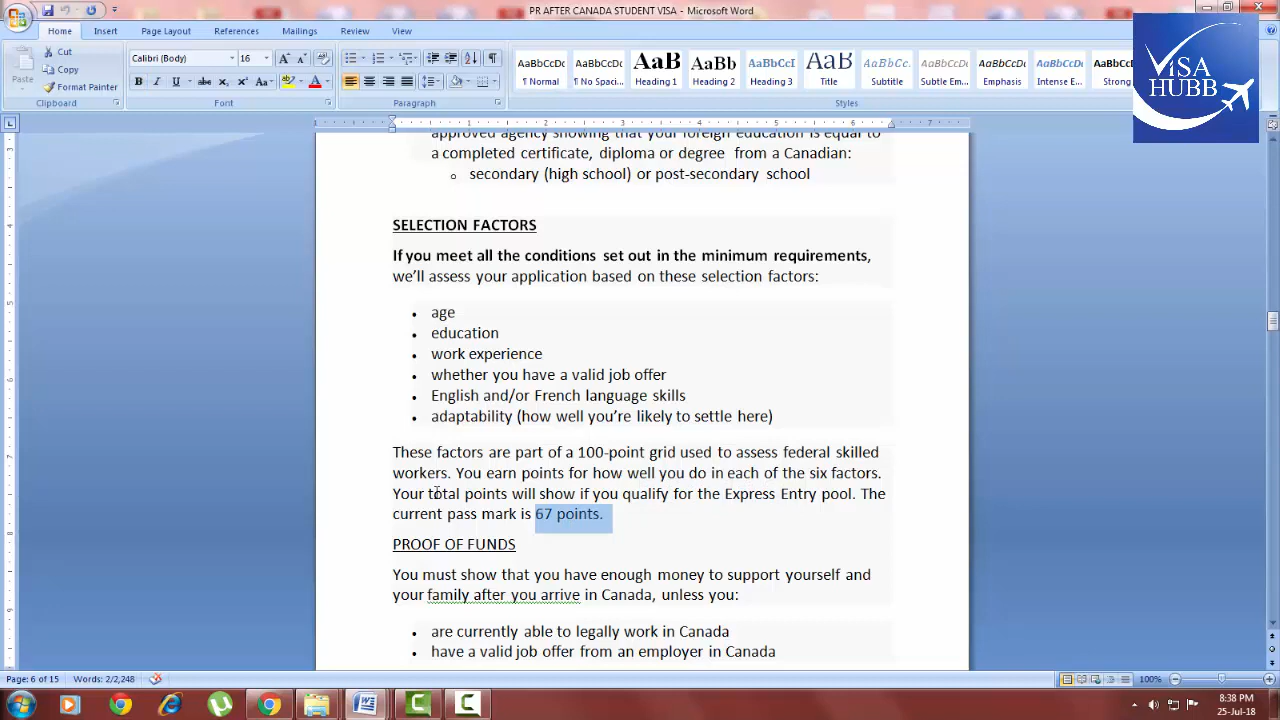 PR AFTER CANADA STUDENT VISA - Microsoft Word
Home Insert Page Layout References Mailings Review View
Cut
Copy
Format Painter
Paste
Calibri (Body) 16
AaBbCcDc AaBbCcDc AaB AaBb AaBbCcI AaB AaBbCc. AaBbCcDi AaBbCcDi AaBbCcDi AaBbCcDc
¶ Normal ¶ No Spaci... Heading 1 Heading 2 Heading 3 Title Subtitle Subtle Em... Emphasis Intense E... Strong
Clipboard Font Paragraph Styles
VISA
HUBB
approved agency showing that your foreign education is equal to
a completed certificate, diploma or degree from a Canadian:
o secondary (high school) or post-secondary school
SELECTION FACTORS
If you meet all the conditions set out in the minimum requirements,
we'll assess your application based on these selection factors:
• age
• education
• work experience
• whether you have a valid job offer
• English and/or French language skills
• adaptability (how well you're likely to settle here)
These factors are part of a 100-point grid used to assess federal skilled
workers. You earn points for how well you do in each of the six factors.
Your total points will show if you qualify for the Express Entry pool. The
current pass mark is 67 points.
PROOF OF FUNDS
You must show that you have enough money to support yourself and
your family after you arrive in Canada, unless you:
• are currently able to legally work in Canada
• have a valid job offer from an employer in Canada
Page: 6 of 15 Words: 2/2,248 100%
8:38 PM
25-Jul-18